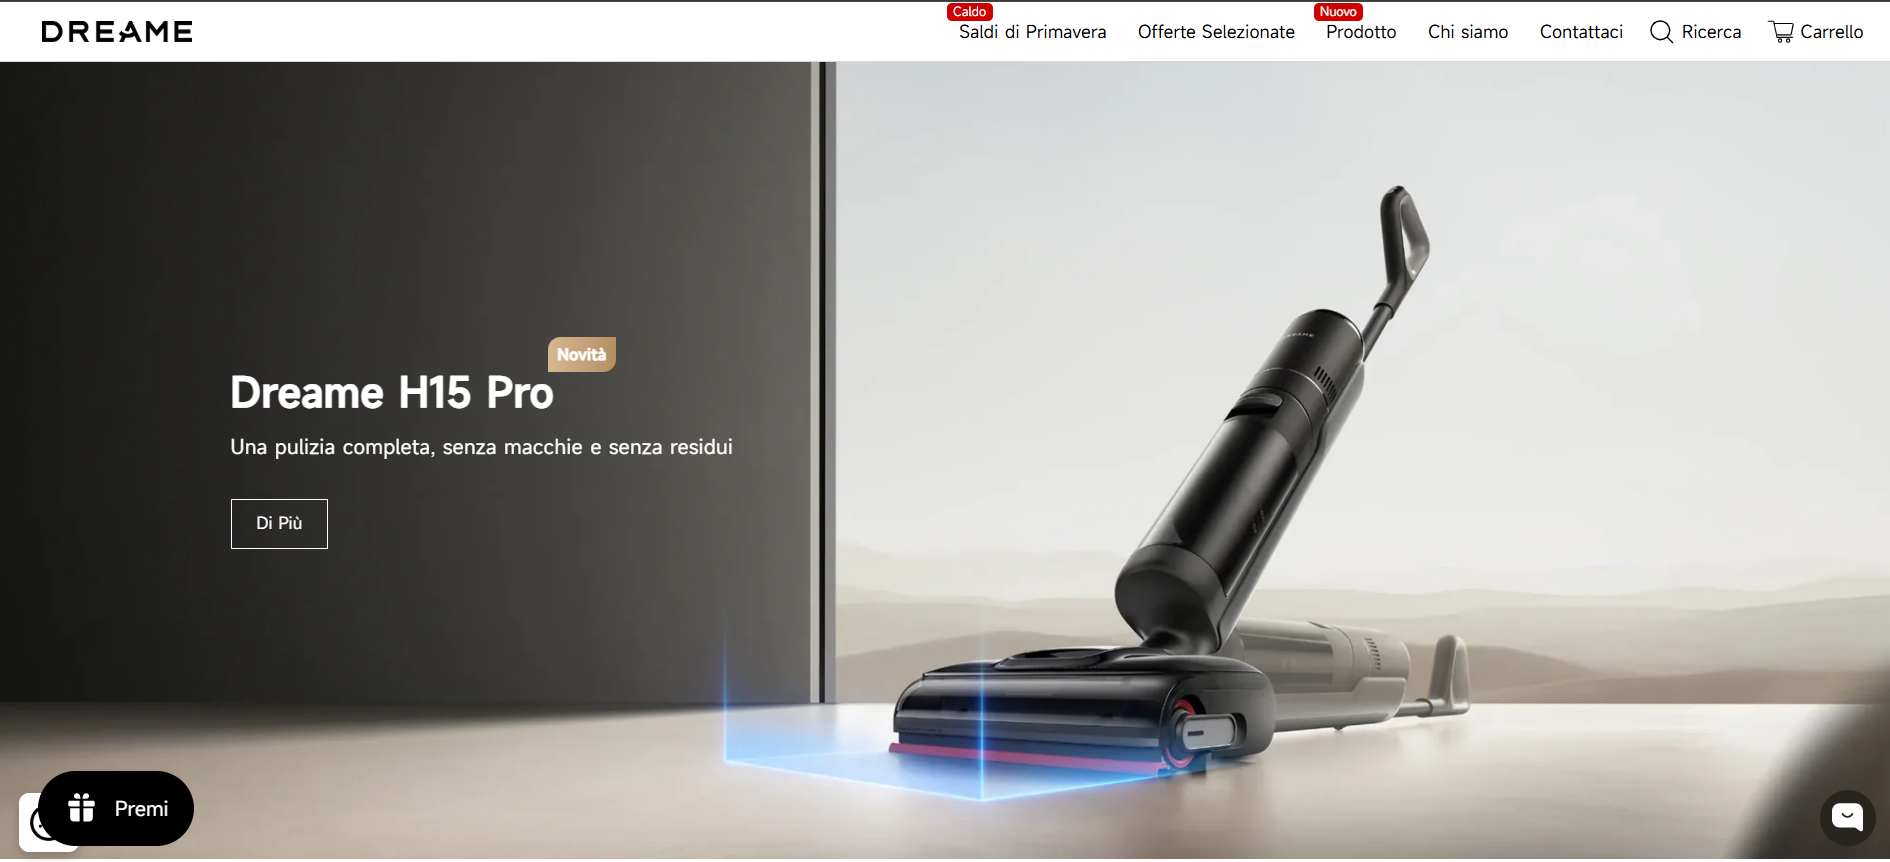 DREAME
Caldo
Saldi di Primavera
Offerte Selezionate
Nuovo
Prodotto
Chi siamo
Contattaci
Ricerca
Carrello
Novità
Dreame H15 Pro
Una pulizia completa, senza macchie e senza residui
Di Più
Premi